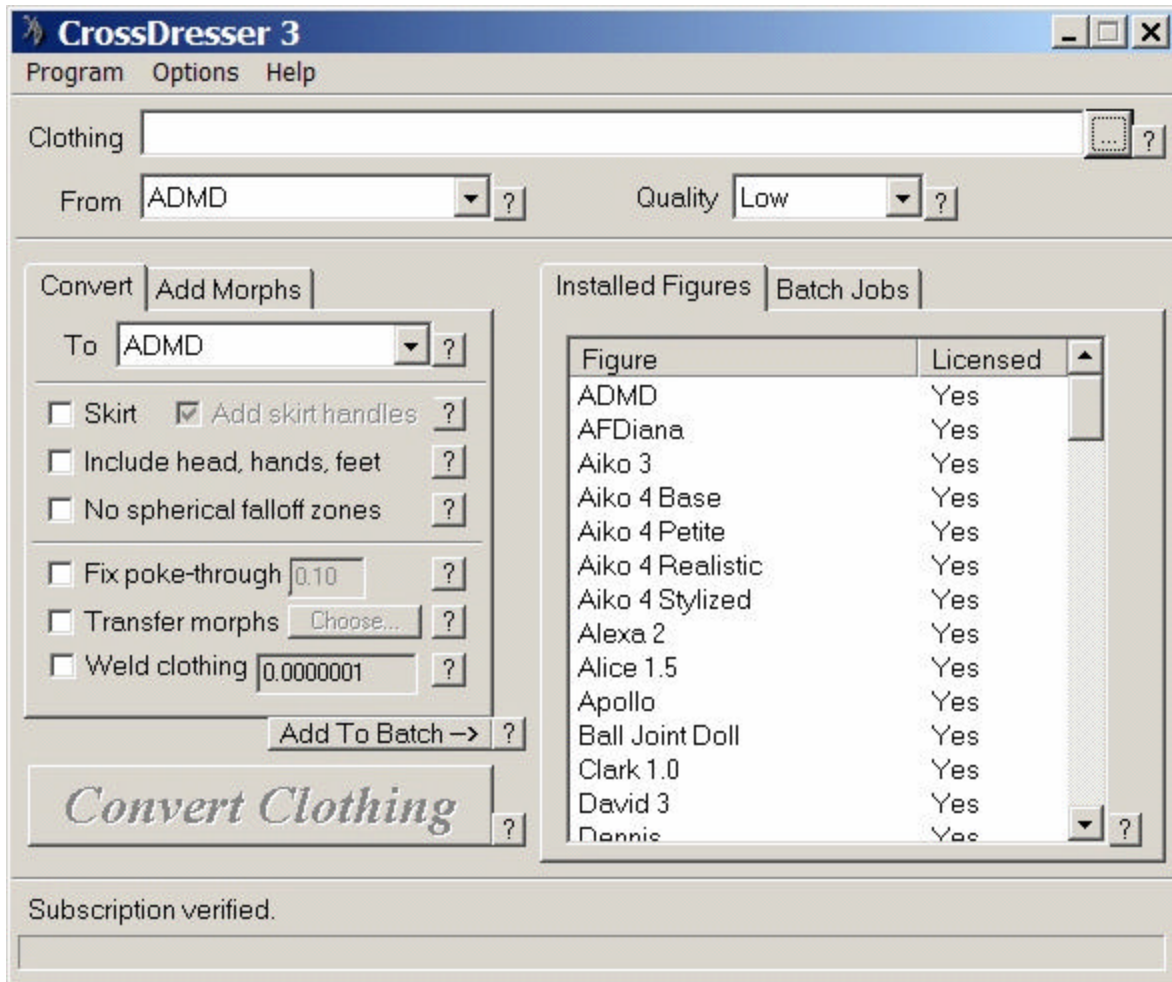 CrossDresser 3
Program Options Help
Clothing ... ?
From ADMD ? Quality Low ?
Convert Add Morphs
To ADMD ?
Skirt Add skirt handles ?
Include head, hands, feet ?
No spherical falloff zones ?
Fix poke-through 0.10 ?
Transfer morphs Choose... ?
Weld clothing 0.0000001 ?
Add To Batch --> ?
Convert Clothing ?
Installed Figures Batch Jobs
Figure Licensed
ADMD Yes
AFDiana Yes
Aiko 3 Yes
Aiko 4 Base Yes
Aiko 4 Petite Yes
Aiko 4 Realistic Yes
Aiko 4 Stylized Yes
Alexa 2 Yes
Alice 1.5 Yes
Apollo Yes
Ball Joint Doll Yes
Clark 1.0 Yes
David 3 Yes
Dennis Yes
?
Subscription verified.